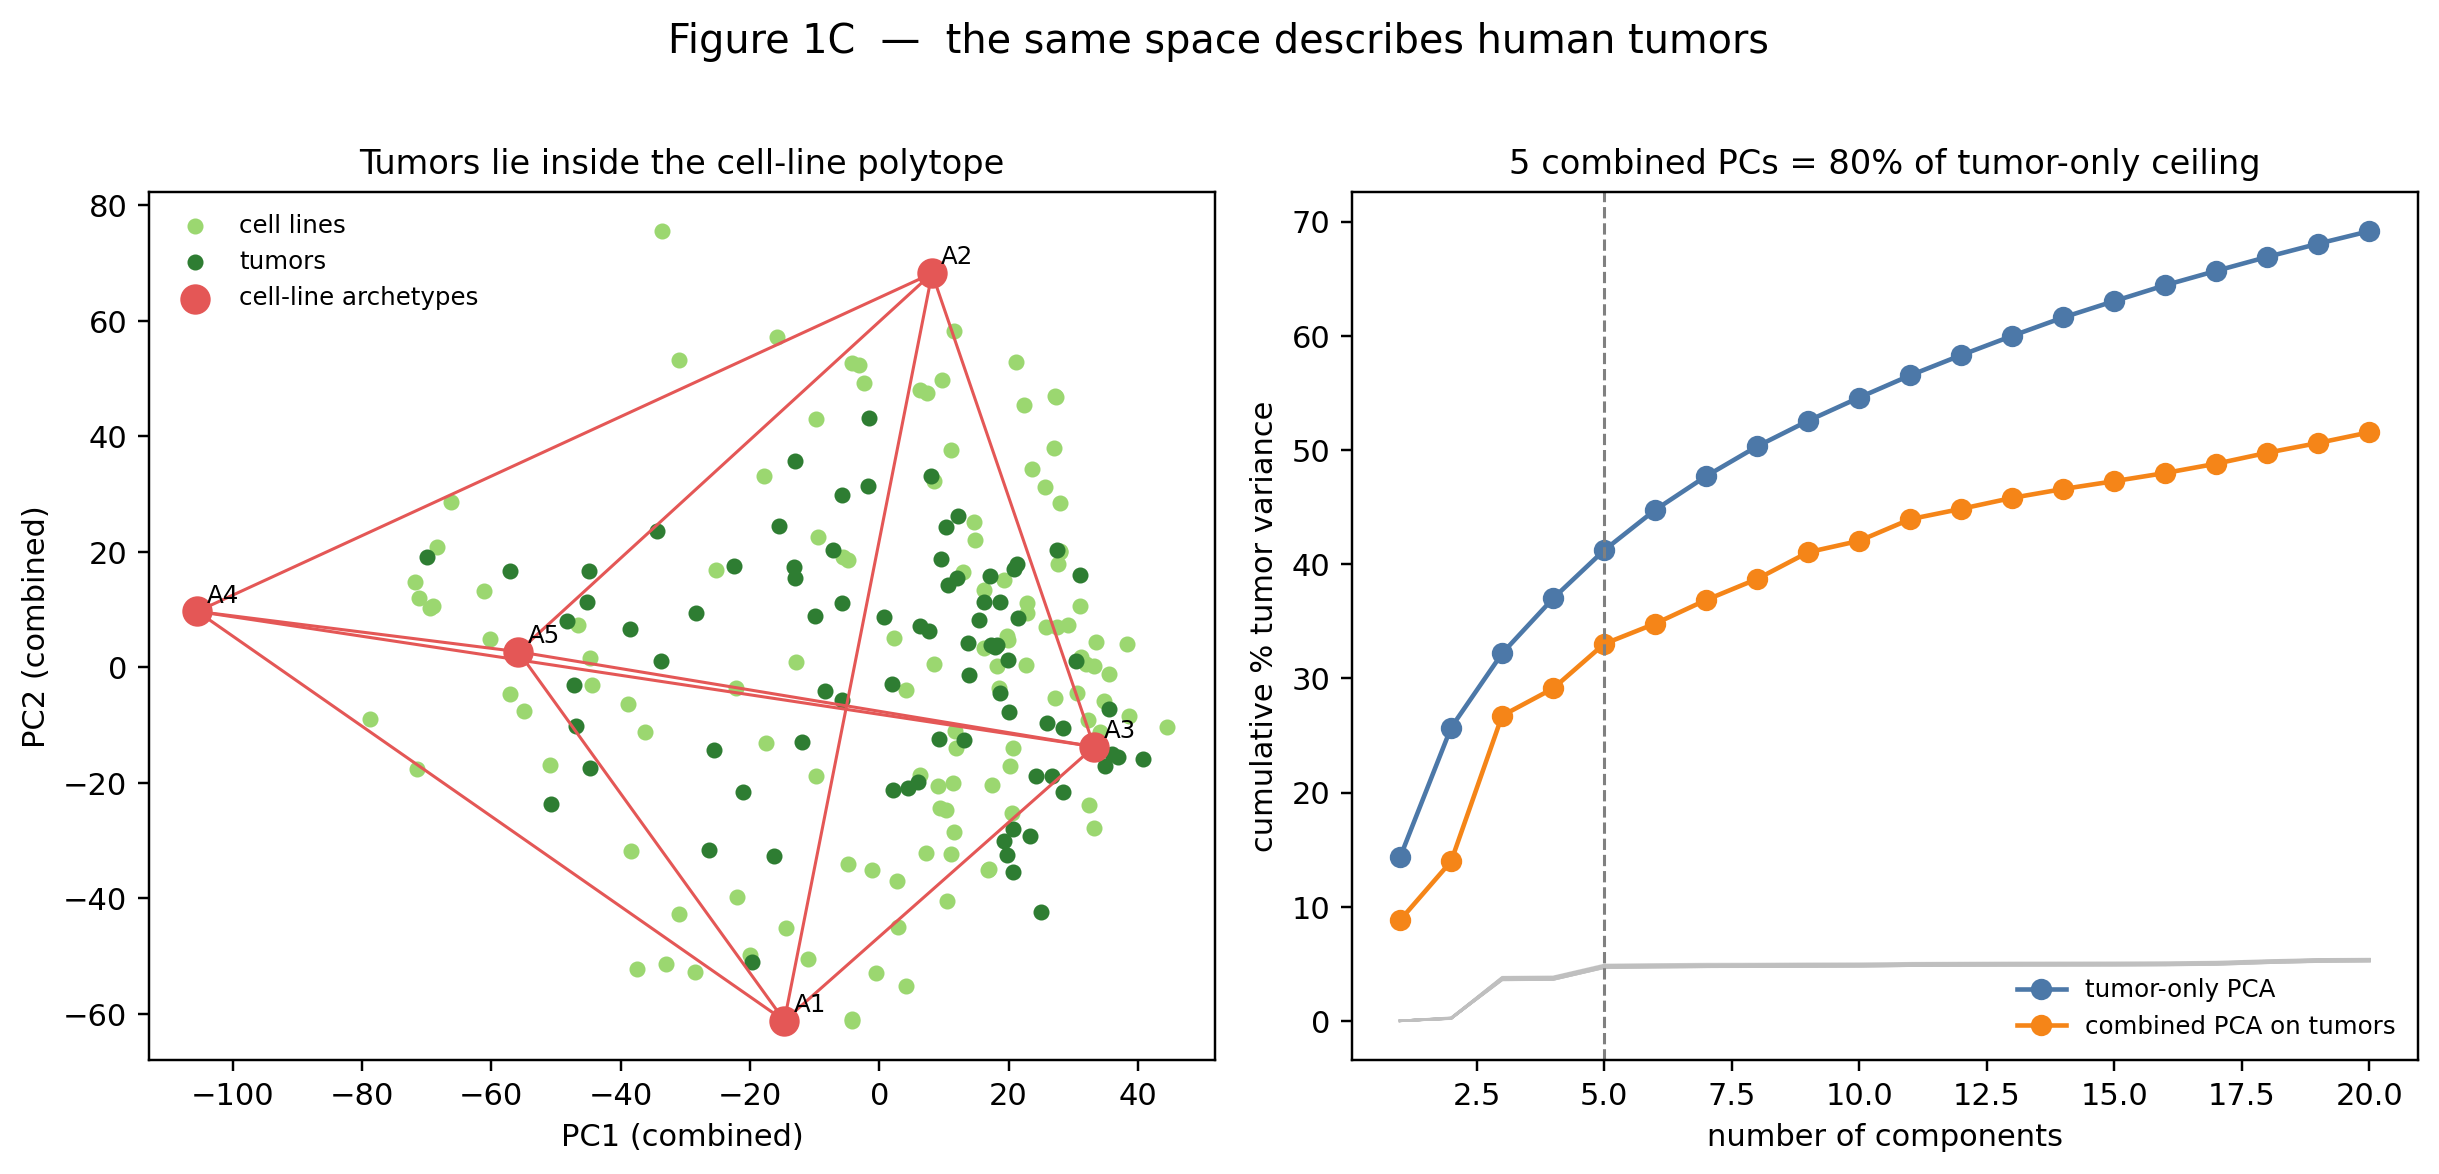 Figure 1C — the same space describes human tumors
Tumors lie inside the cell-line polytope
cell lines
tumors
cell-line archetypes
A2
A4
A5
A3
A1
80
60
40
20
0
−20
−40
−60
PC2 (combined)
−100
−80
−60
−40
−20
0
20
40
PC1 (combined)
5 combined PCs = 80% of tumor-only ceiling
70
60
50
40
30
20
10
0
cumulative % tumor variance
tumor-only PCA
combined PCA on tumors
2.5
5.0
7.5
10.0
12.5
15.0
17.5
20.0
number of components